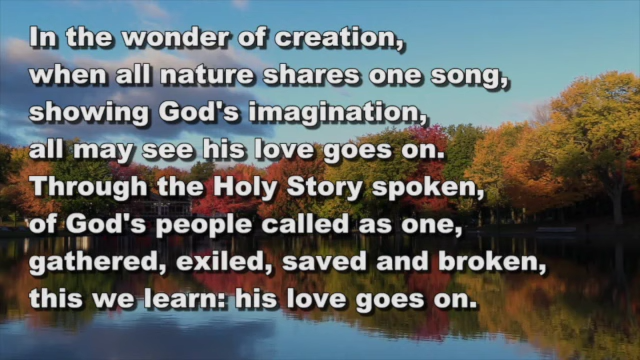 In the wonder of creation,
when all nature shares one song,
showing God's imagination,
all may see his love goes on.
Through the Holy Story spoken,
of God's people called as one,
gathered, exiled, saved and broken,
this we learn: his love goes on.